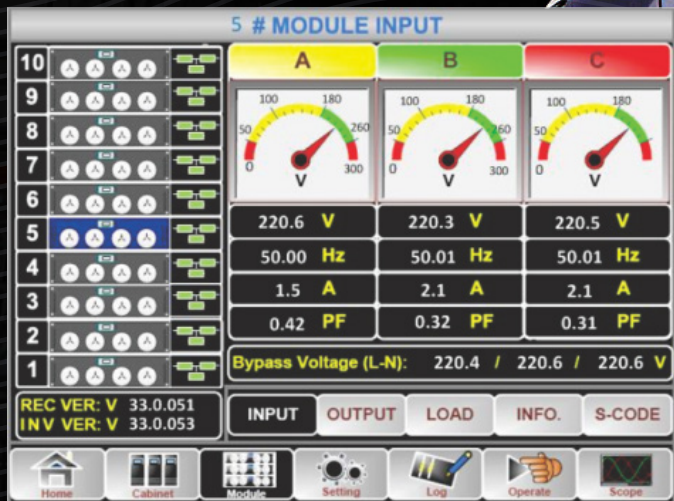 5 # MODULE INPUT
10
9
8
7
6
5
4
3
2
1
A B C
50 100 180 260 300 0 V
50 100 180 260 300 0 V
50 100 180 0 V
220.6 V 220.3 V 220.5 V
50.00 Hz 50.01 Hz 50.01 Hz
1.5 A 2.1 A 2.1 A
0.42 PF 0.32 PF 0.31 PF
Bypass Voltage (L-N): 220.4 / 220.6 / 220.6 V
REC VER: V 33.0.051
INV VER: V 33.0.053
INPUT OUTPUT LOAD INFO. S-CODE
Home Cabinet Module Setting Log Operate Scope